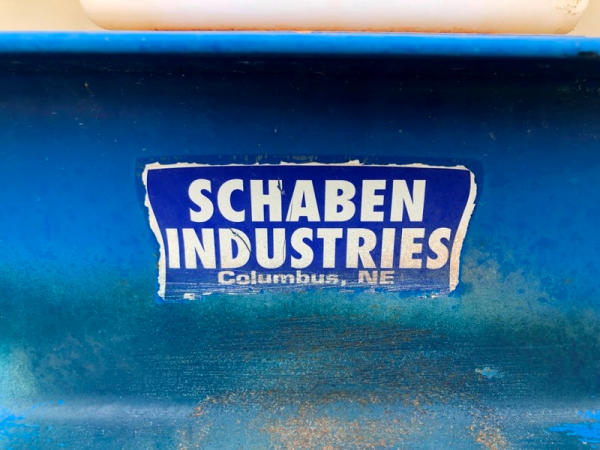 SCHABEN
INDUSTRIES
Columbus, NE